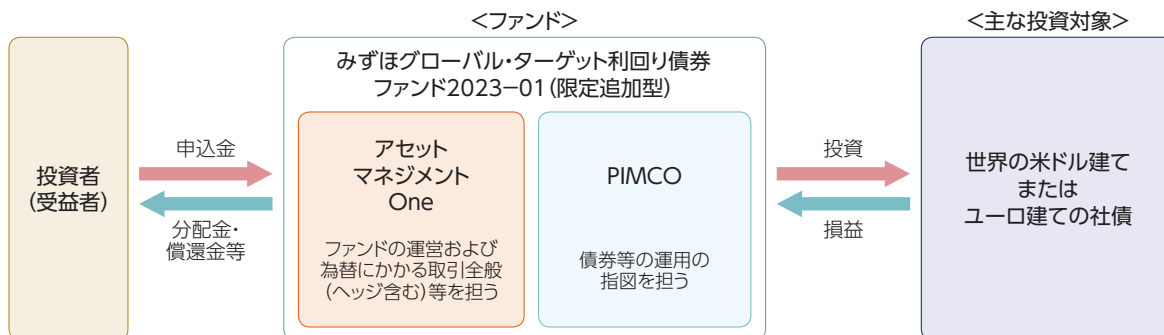 <ファンド>
<主な投資対象>
みずほグローバル・ターゲット利回り債券
ファンド2023−01(限定追加型)
投資者
(受益者)
申込金
分配金・
償還金等
アセット
マネジメント
One
ファンドの運営および
為替にかかる取引全般
(ヘッジ含む)等を担う
PIMCO
債券等の運用の
指図を担う
投資
損益
世界の米ドル建て
または
ユーロ建ての社債